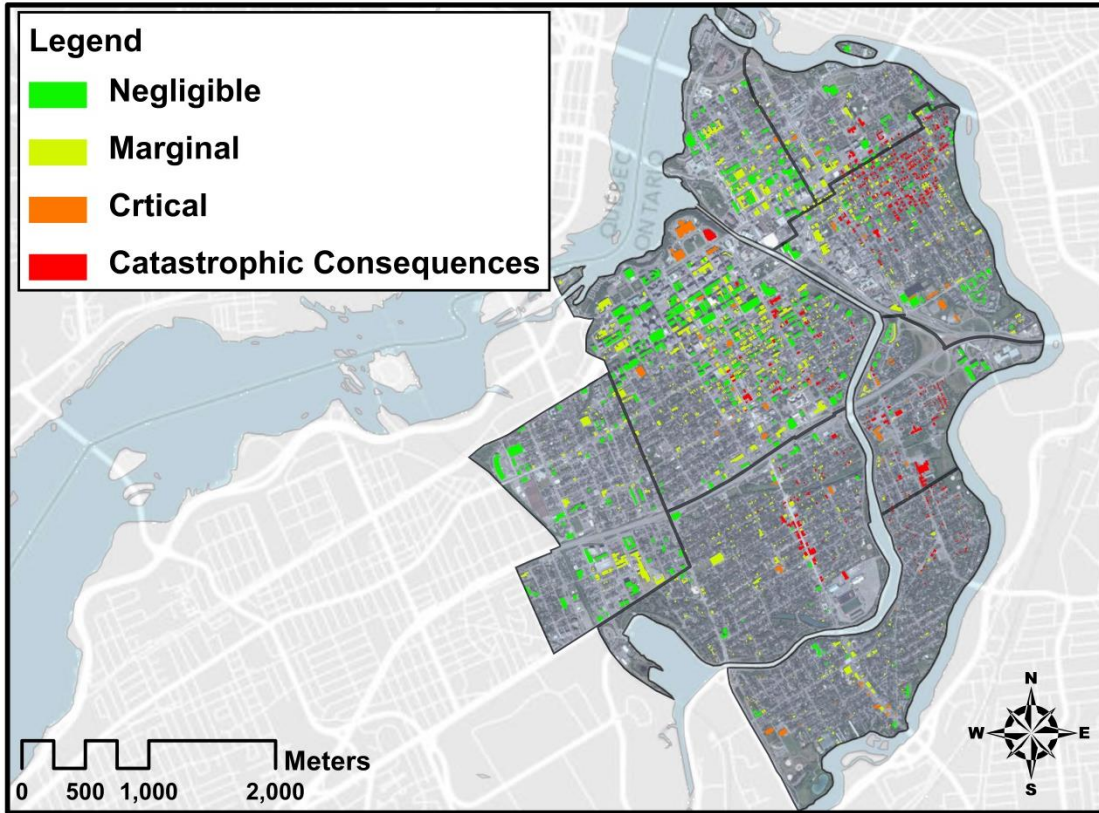 Legend
Negligible
Marginal
Crtical
Catastrophic Consequences
QUÉBEC
ONTARIO
N
W E
S
Meters
0 500 1,000 2,000